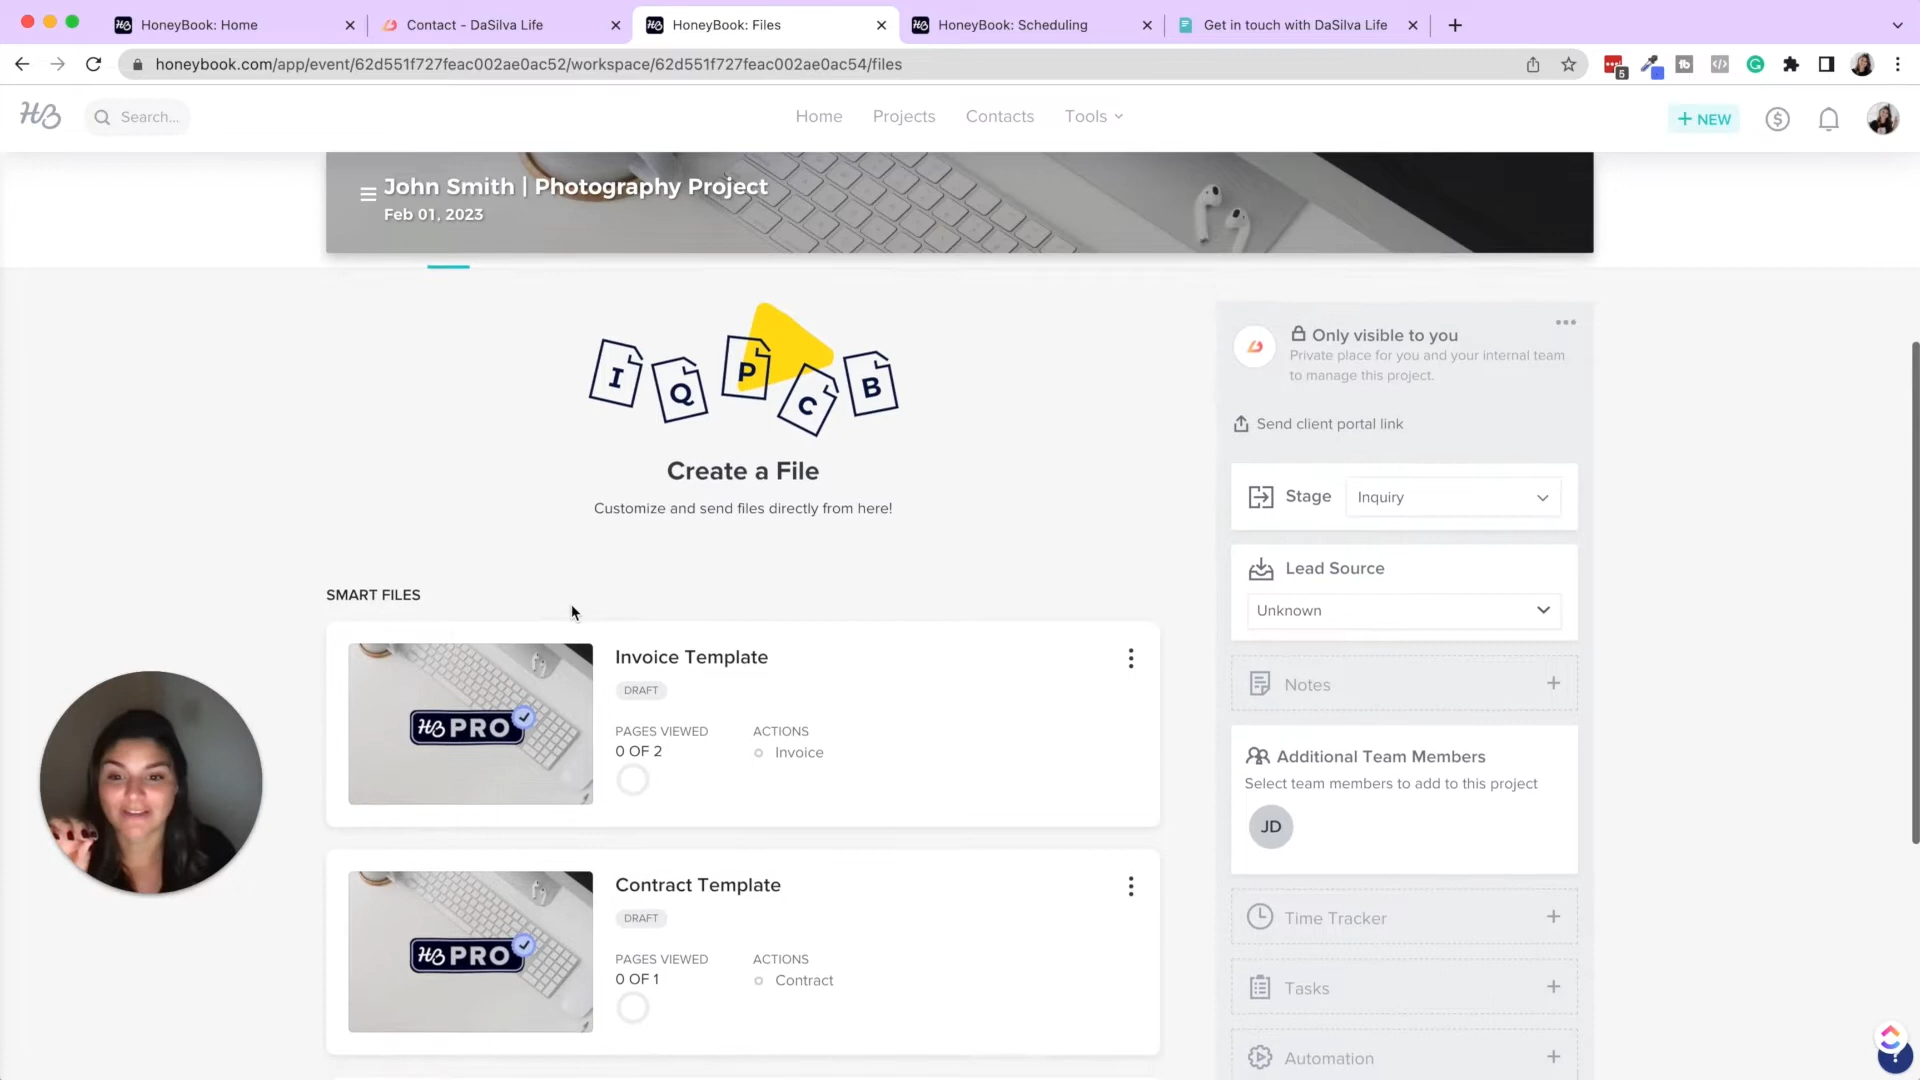 HoneyBook: Home
Contact - DaSilva Life
HoneyBook: Files
HoneyBook: Scheduling
Get in touch with DaSilva Life
honeybook.com/app/event/62d551f727feac002ae0ac52/workspace/62d551f727feac002ae0ac54/files
5
HB
Search...
Home
Projects
Contacts
Tools
+ NEW
John Smith | Photography Project
Feb 01, 2023
I
Q
P
C
B
Create a File
Customize and send files directly from here!
SMART FILES
Invoice Template
DRAFT
PAGES VIEWED
ACTIONS
0 OF 2
Invoice
HB PRO
Contract Template
DRAFT
PAGES VIEWED
ACTIONS
0 OF 1
Contract
HB PRO
Only visible to you
Private place for you and your internal team
to manage this project.
Send client portal link
Stage
Inquiry
Lead Source
Unknown
Notes
Additional Team Members
Select team members to add to this project
JD
Time Tracker
Tasks
Automation